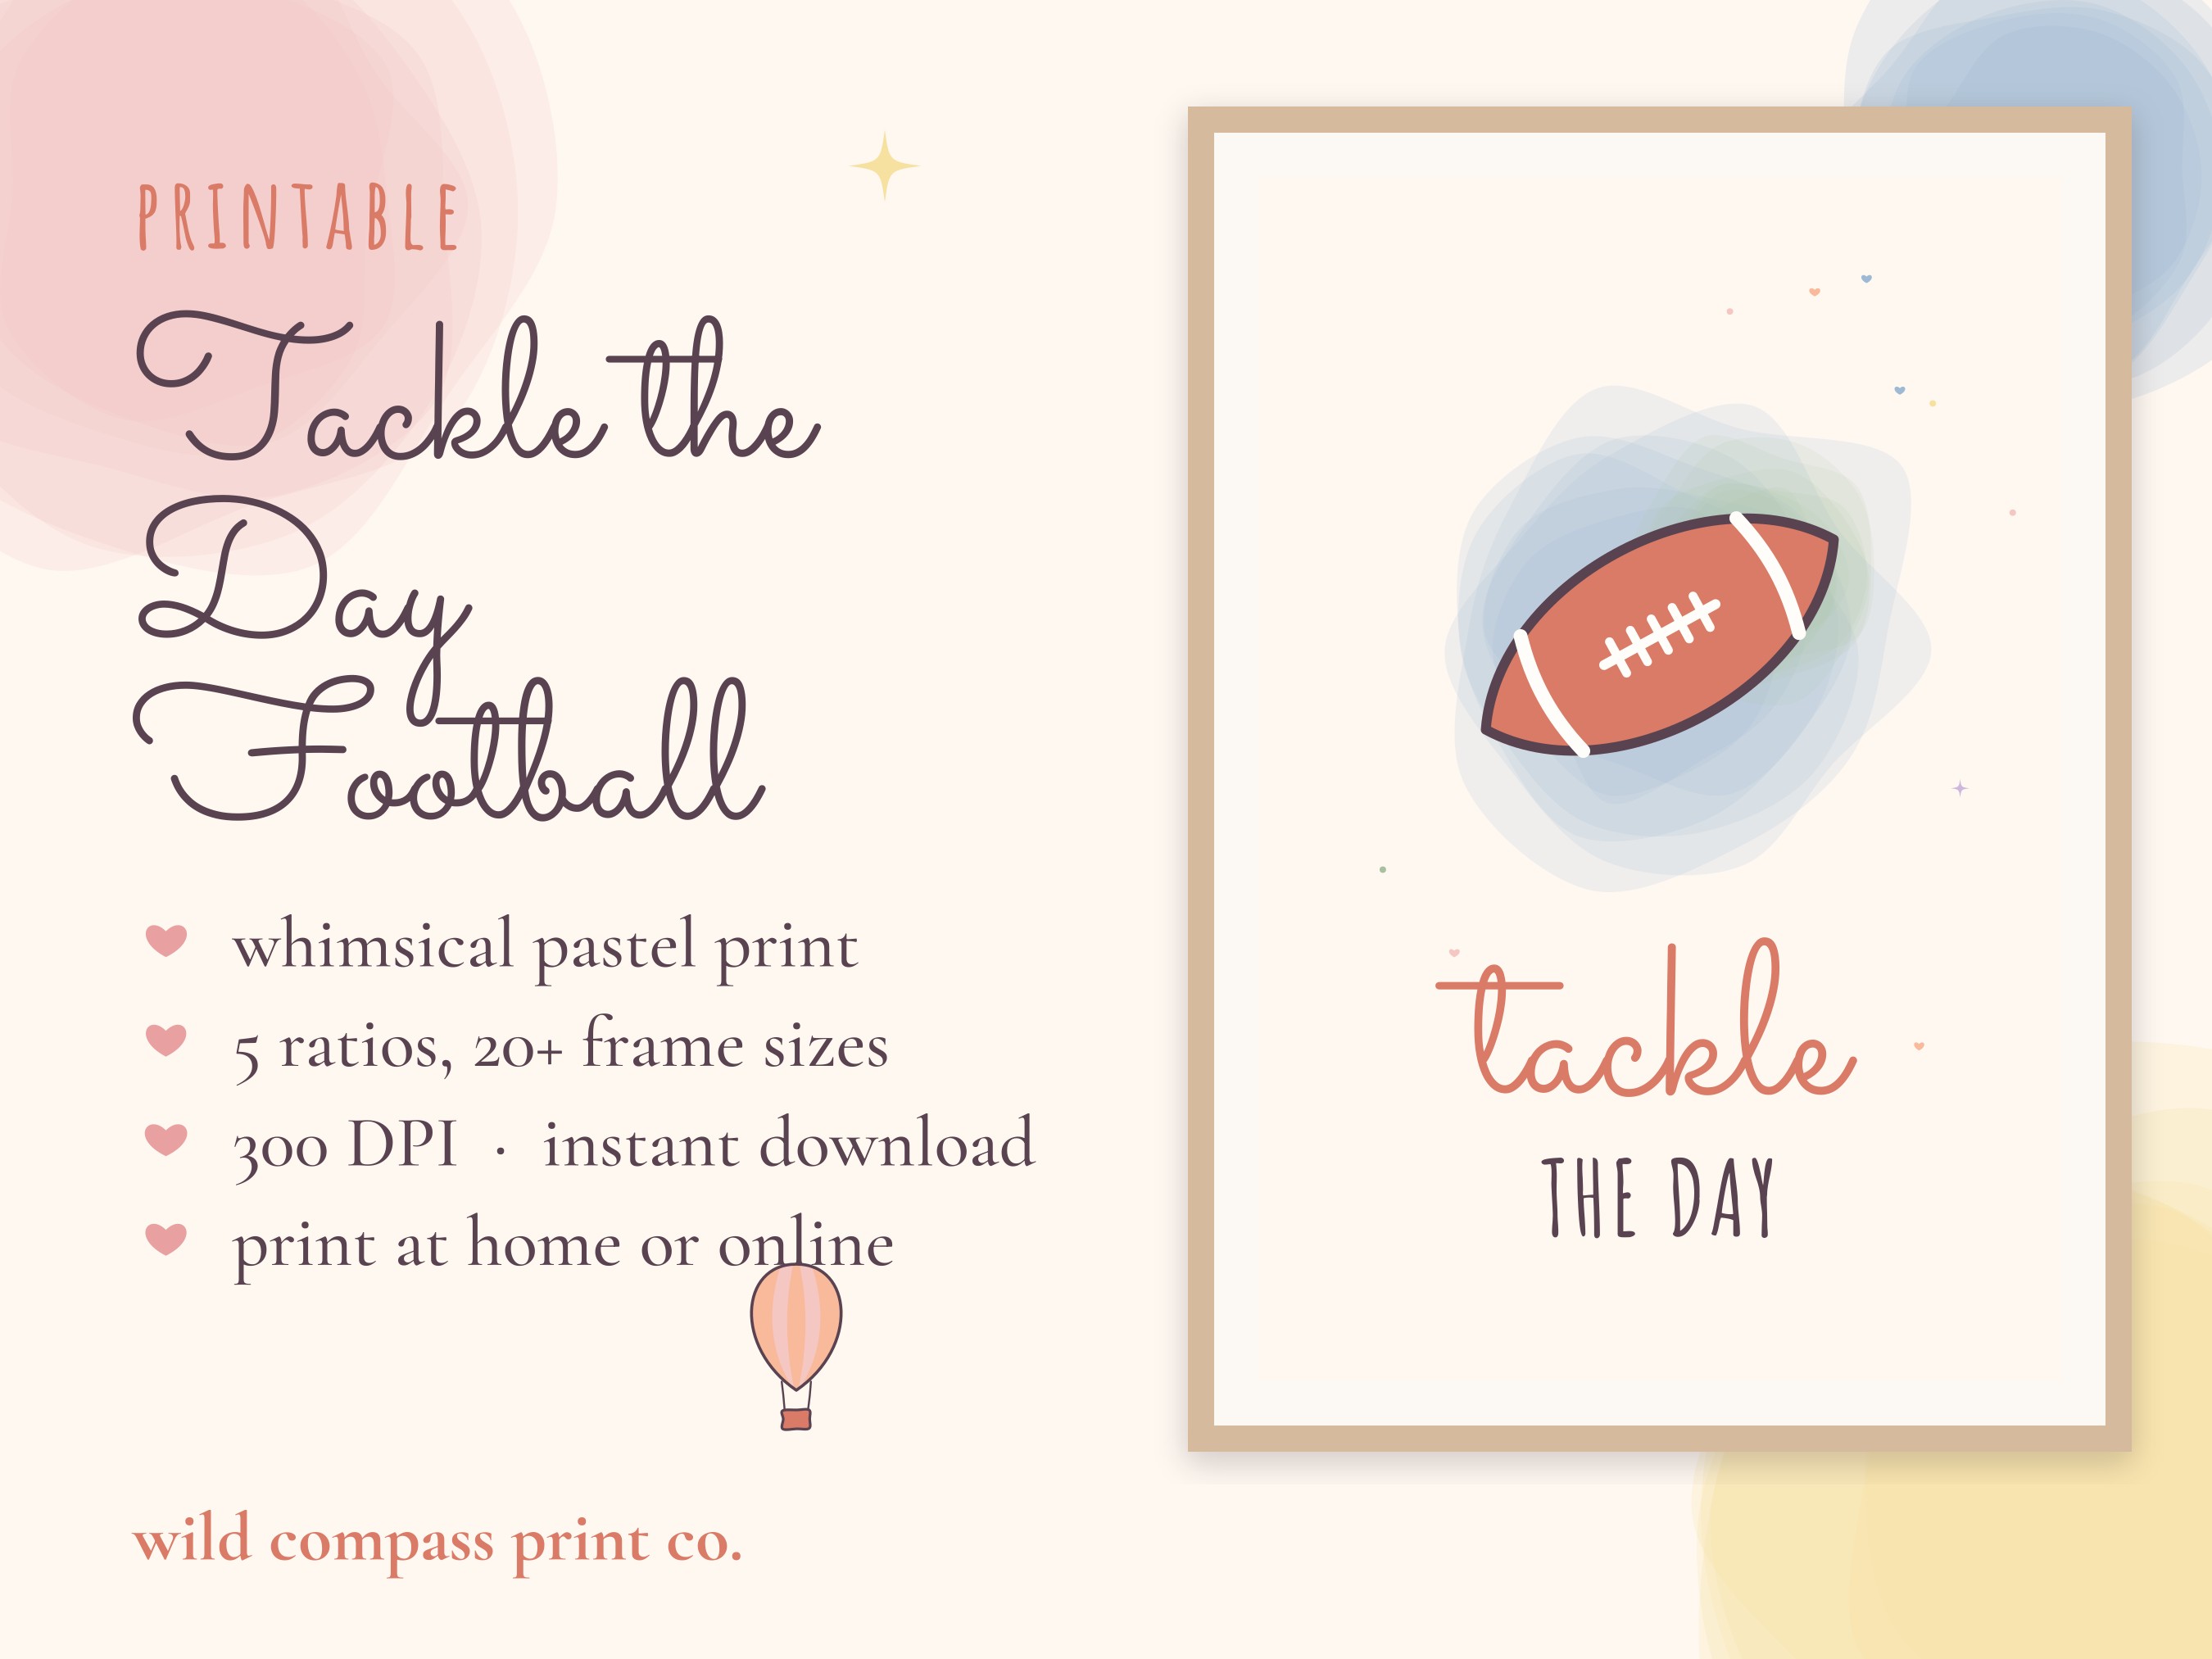 PRINTABLE
Tackle the
Day
Football
whimsical pastel print
5 ratios, 20+ frame sizes
300 DPI · instant download
print at home or online
wild compass print co.
tackle
THE DAY